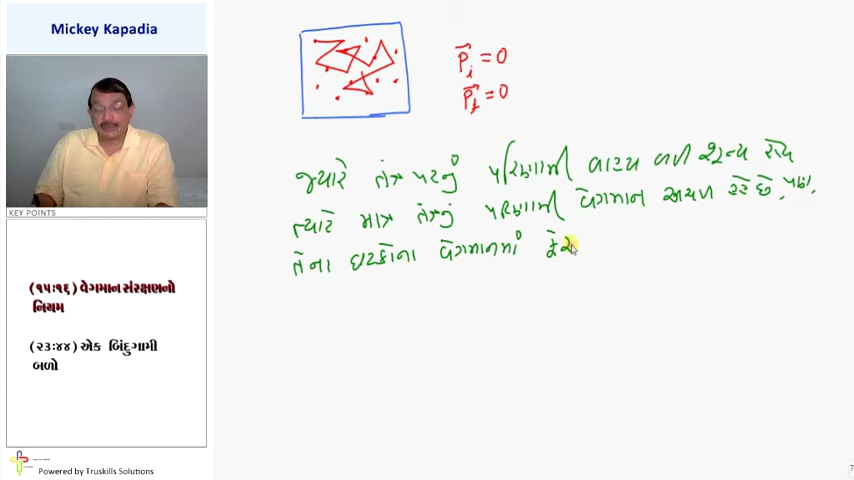 Mickey Kapadia
P⃗i = 0
P⃗f = 0
જ્યારે તંત્ર પરનું પરિણામી બાહ્ય બળ શૂન્ય હોય
ત્યારે માત્ર તંત્રનું પરિણામી વેગમાન અચળ રહે છે, પણ
તેના ઘટકોના વેગમાનમાં ફેર
KEY POINTS
(૧૫:૧૬) વેગમાન સંરક્ષણનો
નિયમ
(૨૩:૪૪) એક બિંદુગામી
બળો
Powered by Truskills Solutions
7